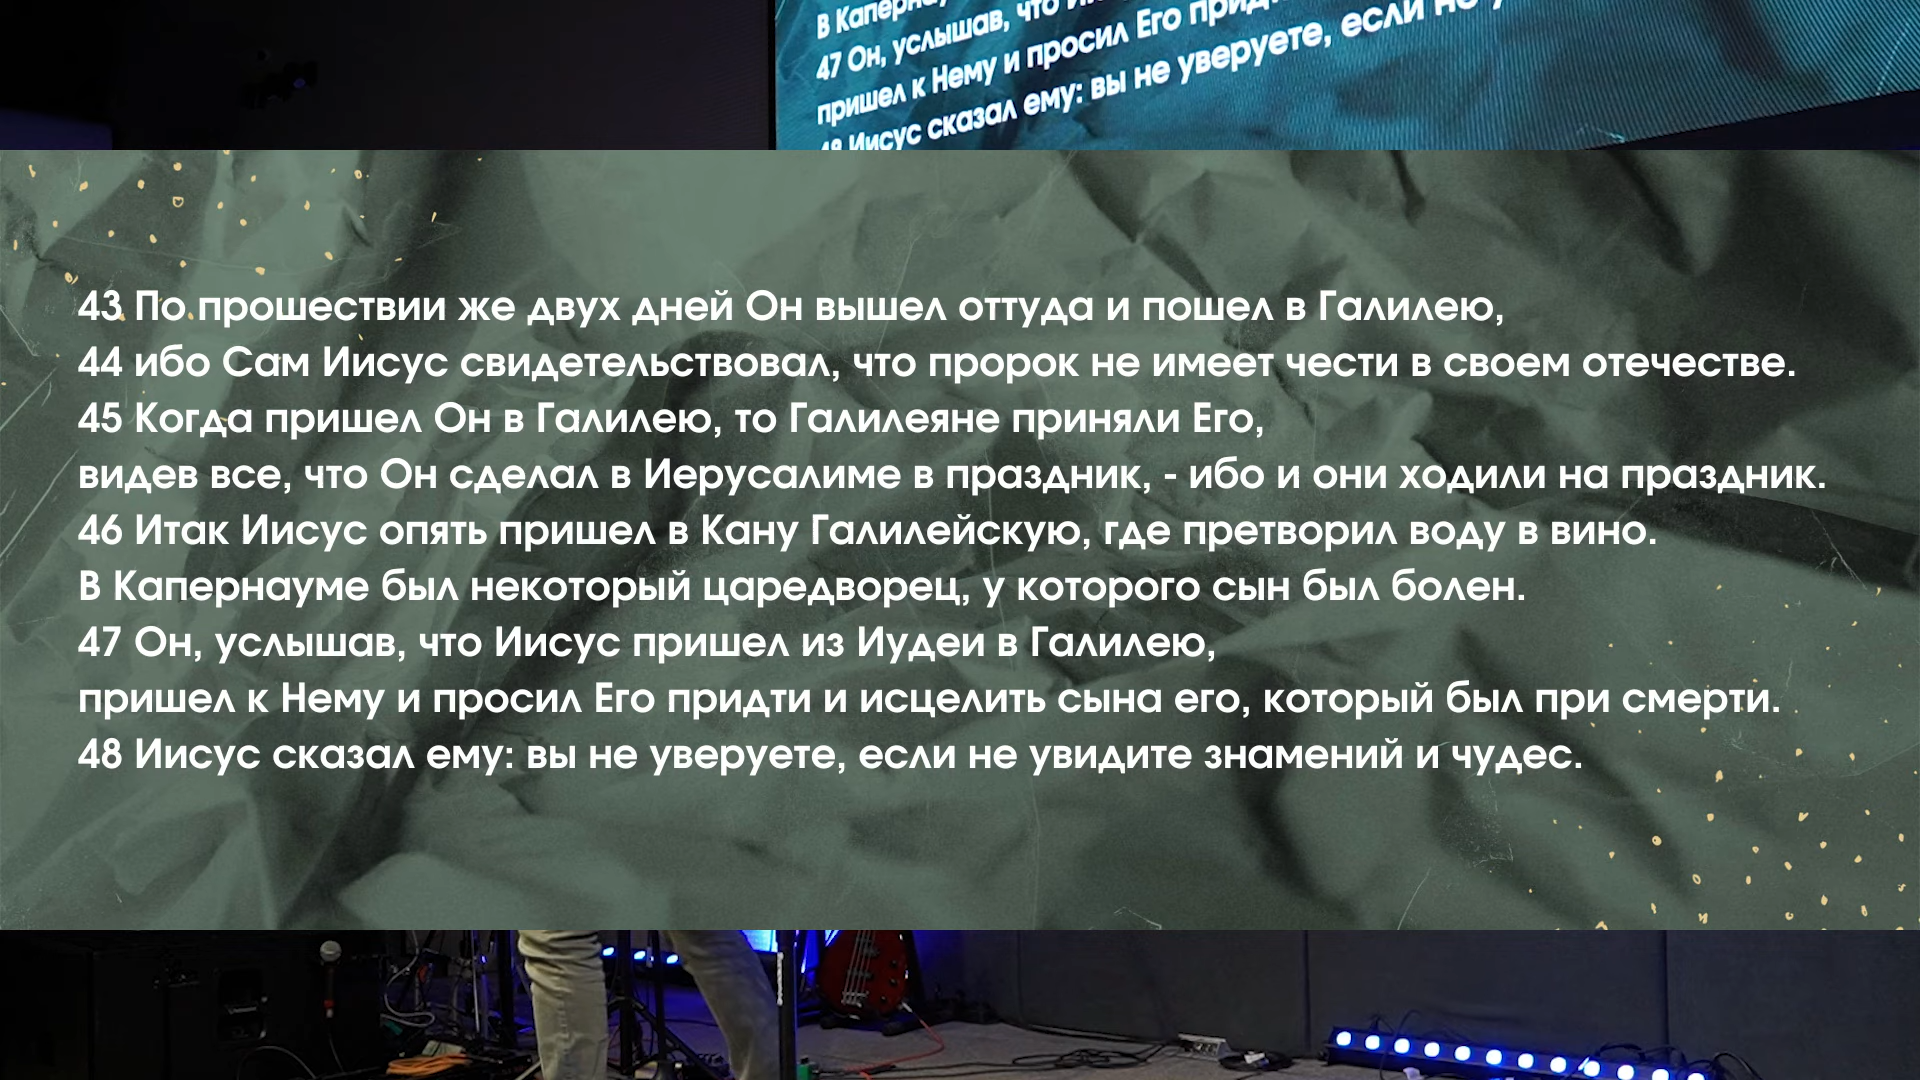 В Капернау
47 Он, услышав, что
пришел к Нему и просил Его
48 Иисус сказал ему: вы не уверуете, если не
43 По прошествии же двух дней Он вышел оттуда и пошел в Галилею,
44 ибо Сам Иисус свидетельствовал, что пророк не имеет чести в своем отечестве.
45 Когда пришел Он в Галилею, то Галилеяне приняли Его,
видев все, что Он сделал в Иерусалиме в праздник, - ибо и они ходили на праздник.
46 Итак Иисус опять пришел в Кану Галилейскую, где претворил воду в вино.
В Капернауме был некоторый царедворец, у которого сын был болен.
47 Он, услышав, что Иисус пришел из Иудеи в Галилею,
пришел к Нему и просил Его придти и исцелить сына его, который был при смерти.
48 Иисус сказал ему: вы не уверуете, если не увидите знамений и чудес.